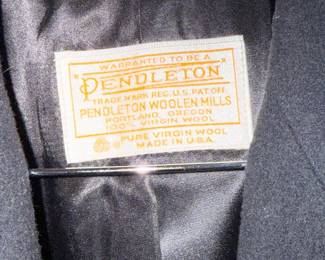 WARRANTED TO BE A
"PENDLETON"
TRADE MARK REG. U.S. PAT. OFF.
PENDLETON WOOLEN MILLS
PORTLAND, OREGON
100% VIRGIN WOOL
PURE VIRGIN WOOL
MADE IN U.S.A.